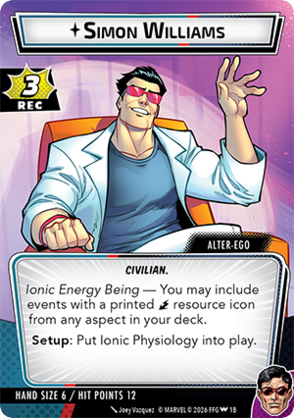 SIMON WILLIAMS
3
REC
ALTER-EGO
CIVILIAN.
Ionic Energy Being — You may include
events with a printed resource icon
from any aspect in your deck.
Setup: Put Ionic Physiology into play.
HAND SIZE 6 / HIT POINTS 12
Joey Vazquez © MARVEL © 2026 FFG 18